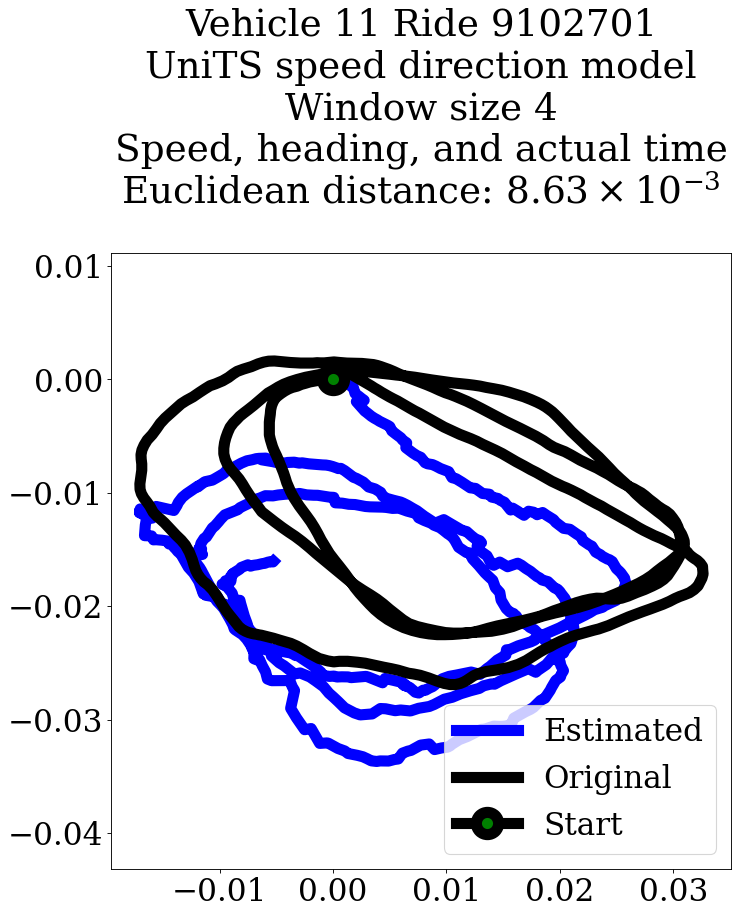 Vehicle 11 Ride 9102701
UniTS speed direction model
Window size 4
Speed, heading, and actual time
Euclidean distance: 8.63 × 10⁻³
0.01
0.00
−0.01
−0.02
−0.03
−0.04
Estimated
Original
Start
−0.01 0.00 0.01 0.02 0.03